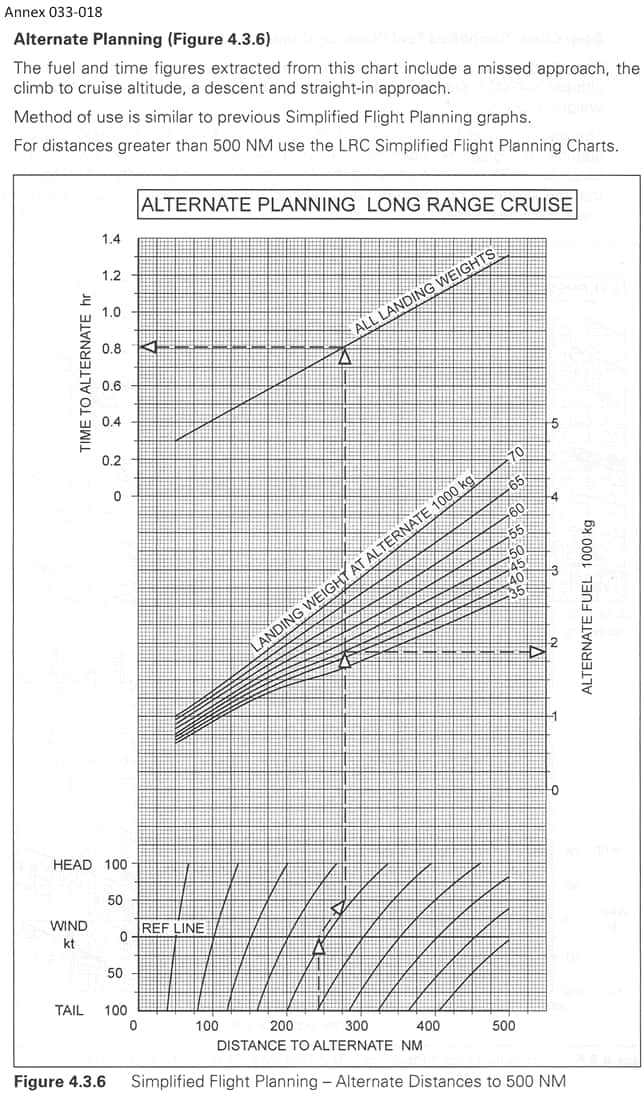 Annex 033-018
Alternate Planning (Figure 4.3.6)
The fuel and time figures extracted from this chart include a missed approach, the
climb to cruise altitude, a descent and straight-in approach.
Method of use is similar to previous Simplified Flight Planning graphs.
For distances greater than 500 NM use the LRC Simplified Flight Planning Charts.
ALTERNATE PLANNING LONG RANGE CRUISE
1.4
1.2
1.0
0.8
0.6
0.4
0.2
0
TIME TO ALTERNATE hr
ALL LANDING WEIGHTS
LANDING WEIGHT AT ALTERNATE 1000 kg
70
65
60
55
50
45
40
35
5
4
3
2
1
0
ALTERNATE FUEL 1000 kg
HEAD 100
50
WIND
kt
0
REF LINE
50
TAIL 100
0 100 200 300 400 500
DISTANCE TO ALTERNATE NM
Figure 4.3.6 Simplified Flight Planning – Alternate Distances to 500 NM